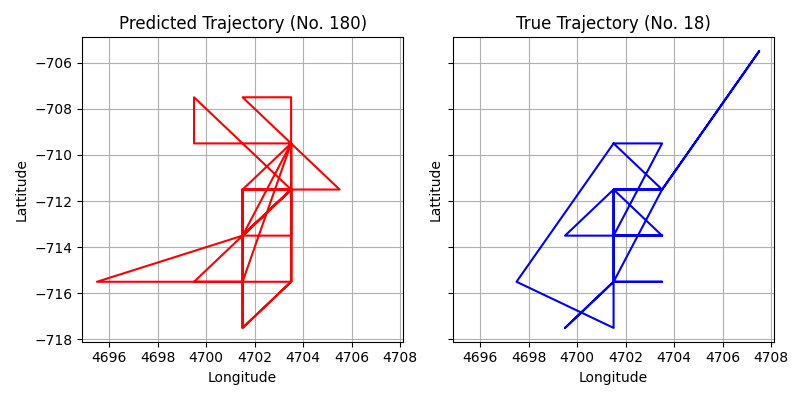 Predicted Trajectory (No. 180)
True Trajectory (No. 18)
−706
−708
−710
−712
−714
−716
−718
Lattitude
Lattitude
4696 4698 4700 4702 4704 4706 4708
4696 4698 4700 4702 4704 4706 4708
Longitude
Longitude